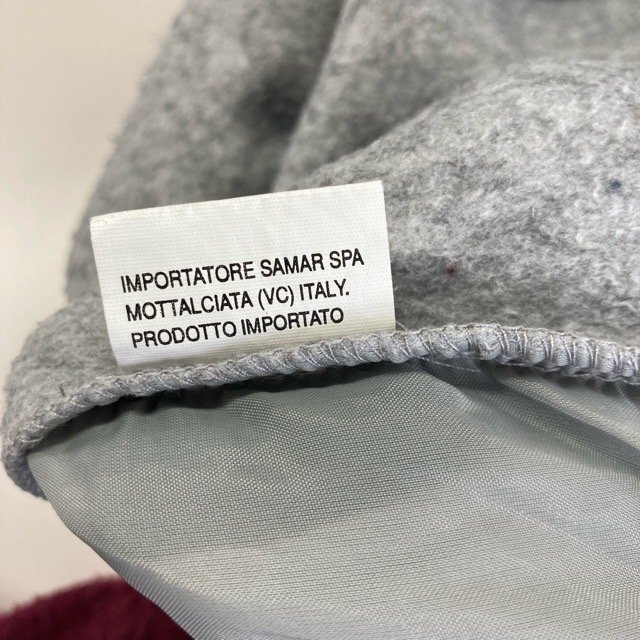 IMPORTATORE SAMAR SPA
MOTTALCIATA (VC) ITALY.
PRODOTTO IMPORTATO